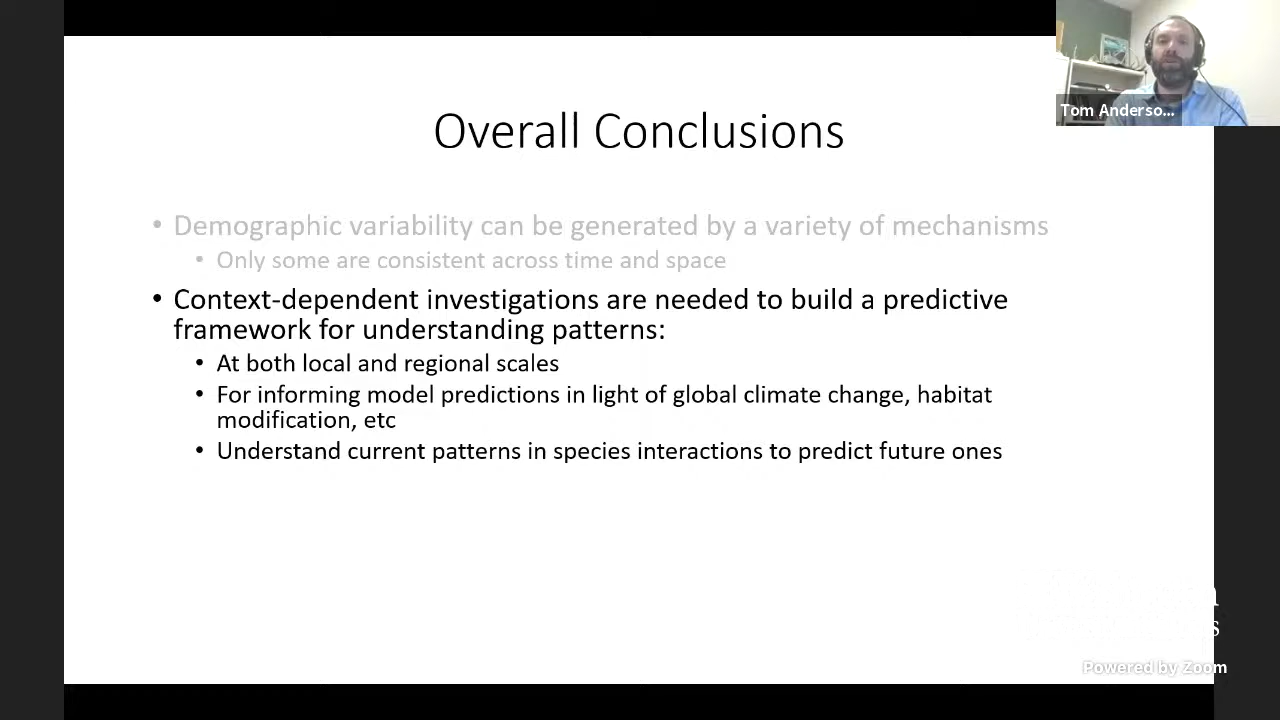 Tom Anderso...
Overall Conclusions
• Demographic variability can be generated by a variety of mechanisms
• Only some are consistent across time and space
• Context-dependent investigations are needed to build a predictive
framework for understanding patterns:
• At both local and regional scales
• For informing model predictions in light of global climate change, habitat
modification, etc
• Understand current patterns in species interactions to predict future ones
Powered by Zoom